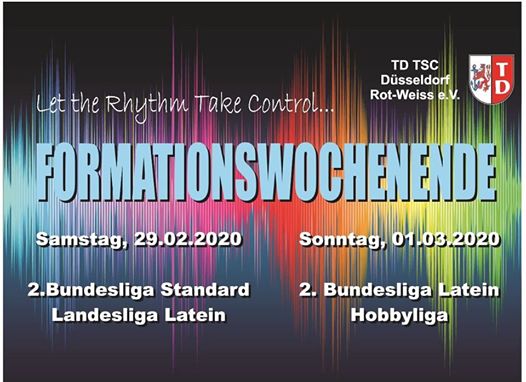 TD TSC
Düsseldorf
Rot-Weiss e.V.
TD
Let the Rhythm Take Control...
FORMATIONSWOCHENENDE
Samstag, 29.02.2020
Sonntag, 01.03.2020
2.Bundesliga Standard
Landesliga Latein
2. Bundesliga Latein
Hobbyliga